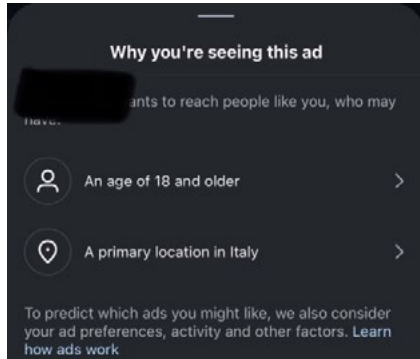 Why you're seeing this ad
ants to reach people like you, who may
have:
An age of 18 and older
A primary location in Italy
To predict which ads you might like, we also consider
your ad preferences, activity and other factors. Learn
how ads work